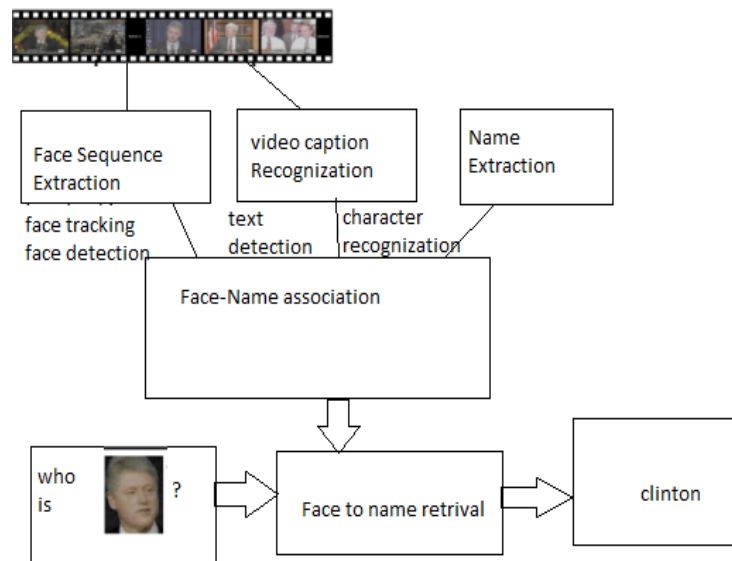 Face Sequence
Extraction
video caption
Recognization
Name
Extraction
face tracking
face detection
text
detection
character
recognization
Face-Name association
who
is
?
Face to name retrival
clinton